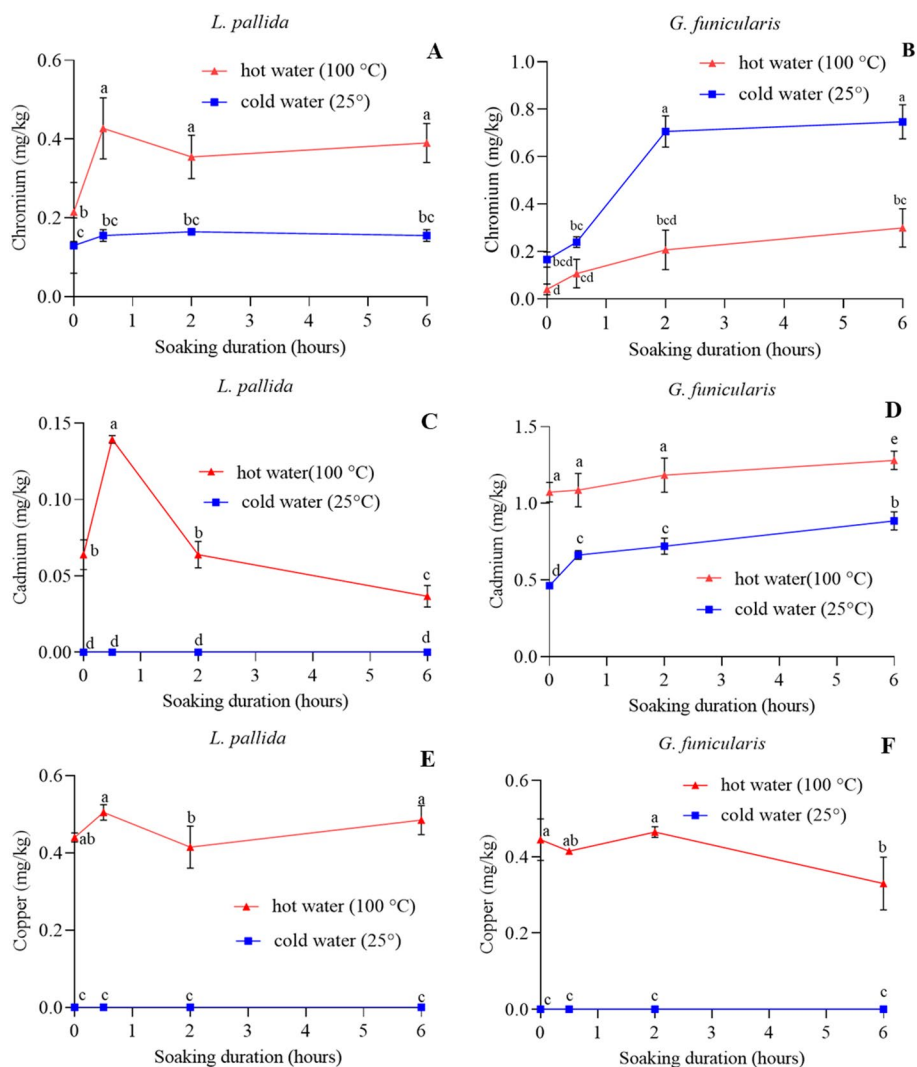 L. pallida
A
hot water (100 °C)
cold water (25°)
Chromium (mg/kg)
0.6
0.4
0.2
0.0
a
a
a
b
c
bc
bc
bc
0 1 2 3 4 5 6
Soaking duration (hours)
G. funicularis
B
hot water (100 °C)
cold water (25°)
Chromium (mg/kg)
1.0
0.8
0.6
0.4
0.2
0.0
a
a
bc
bcd
bcd
bc
cd
d
0 1 2 3 4 5 6
Soaking duration (hours)
L. pallida
C
hot water(100 °C)
cold water (25°C)
Cadmium (mg/kg)
0.15
0.10
0.05
0.00
a
b
b
c
d
d
d
d
0 1 2 3 4 5 6
Soaking duration (hours)
G. funicularis
D
Cadmium (mg/kg)
1.5
1.0
0.5
0.0
a
a
a
e
d
c
c
b
hot water(100 °C)
cold water (25°C)
0 1 2 3 4 5 6
Soaking duration (hours)
L. pallida
E
Copper (mg/kg)
0.6
0.4
0.2
0.0
ab
a
b
a
hot water (100 °C)
cold water (25°)
c
c
c
c
0 1 2 3 4 5 6
Soaking duration (hours)
G. funicularis
F
hot water (100 °C)
cold water (25°)
Copper (mg/kg)
0.6
0.4
0.2
0.0
a
ab
a
b
c
c
c
c
0 1 2 3 4 5 6
Soaking duration (hours)